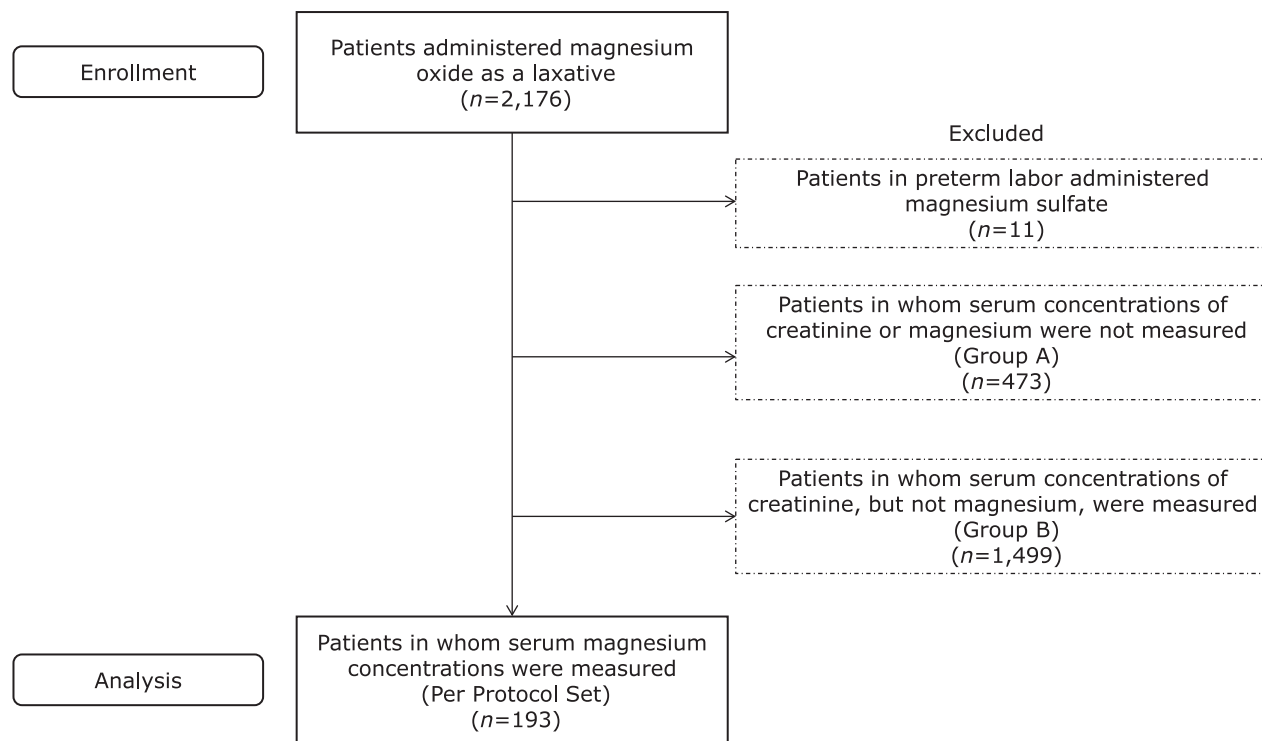 Enrollment
Patients administered magnesium
oxide as a laxative
(n=2,176)
Excluded
Patients in preterm labor administered
magnesium sulfate
(n=11)
Patients in whom serum concentrations of
creatinine or magnesium were not measured
(Group A)
(n=473)
Patients in whom serum concentrations of
creatinine, but not magnesium, were measured
(Group B)
(n=1,499)
Analysis
Patients in whom serum magnesium
concentrations were measured
(Per Protocol Set)
(n=193)